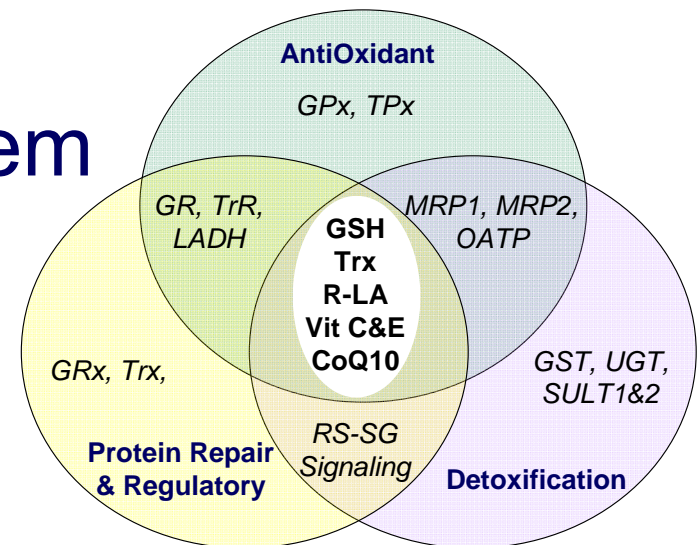 AntiOxidant
GPx, TPx
em
GR, TrR,
LADH
GSH
Trx
R-LA
Vit C&E
CoQ10
MRP1, MRP2,
OATP
GRx, Trx,
GST, UGT,
SULT1&2
RS-SG
Signaling
Protein Repair
& Regulatory
Detoxification